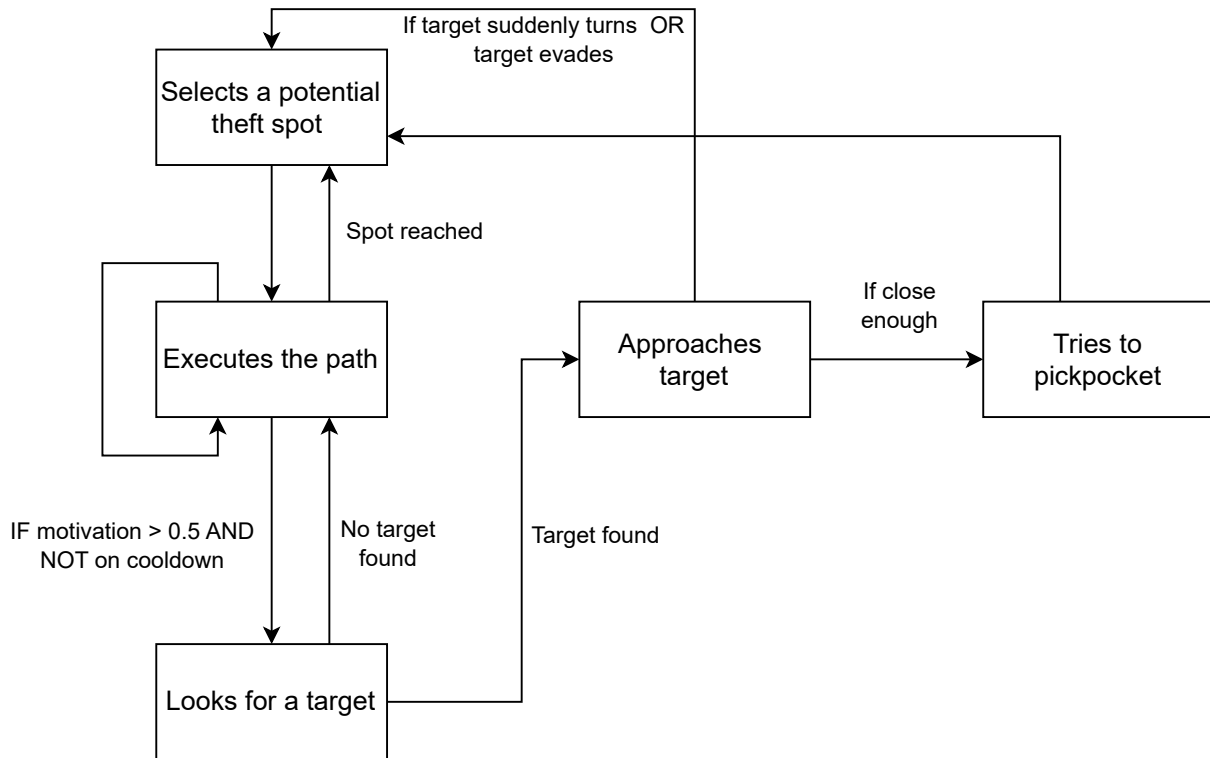 If target suddenly turns  OR
target evades
Selects a potential
theft spot
Spot reached
If close
enough
Executes the path
Approaches
target
Tries to
pickpocket
IF motivation > 0.5 AND
NOT on cooldown
No target
found
Target found
Looks for a target